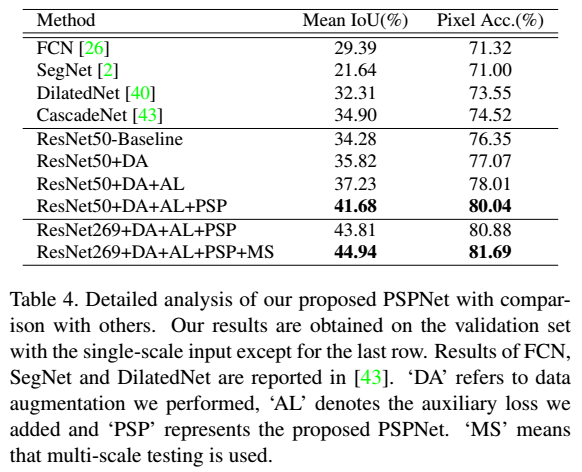 Method Mean IoU(%) Pixel Acc.(%)
FCN [26] 29.39 71.32
SegNet [2] 21.64 71.00
DilatedNet [40] 32.31 73.55
CascadeNet [43] 34.90 74.52
ResNet50-Baseline 34.28 76.35
ResNet50+DA 35.82 77.07
ResNet50+DA+AL 37.23 78.01
ResNet50+DA+AL+PSP 41.68 80.04
ResNet269+DA+AL+PSP 43.81 80.88
ResNet269+DA+AL+PSP+MS 44.94 81.69
Table 4. Detailed analysis of our proposed PSPNet with compar-
ison with others. Our results are obtained on the validation set
with the single-scale input except for the last row. Results of FCN,
SegNet and DilatedNet are reported in [43]. ‘DA’ refers to data
augmentation we performed, ‘AL’ denotes the auxiliary loss we
added and ‘PSP’ represents the proposed PSPNet. ‘MS’ means
that multi-scale testing is used.